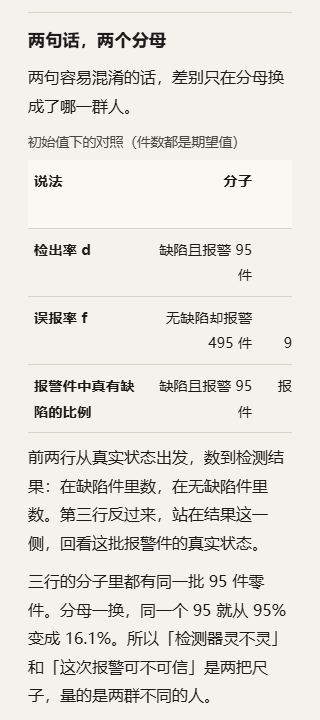 两句话，两个分母
两句容易混淆的话，差别只在分母换
成了哪一群人。
初始值下的对照（件数都是期望值）
说法 分子
检出率 d 缺陷且报警 95
件
误报率 f 无缺陷却报警
495 件 9
报警件中真有缺 缺陷且报警 95 报
陷的比例 件
前两行从真实状态出发，数到检测结
果：在缺陷件里数，在无缺陷件里
数。第三行反过来，站在结果这一
侧，回看这批报警件的真实状态。
三行的分子里都有同一批 95 件零
件。分母一换，同一个 95 就从 95%
变成 16.1%。所以「检测器灵不灵」
和「这次报警可不可信」是两把尺
子，量的是两群不同的人。